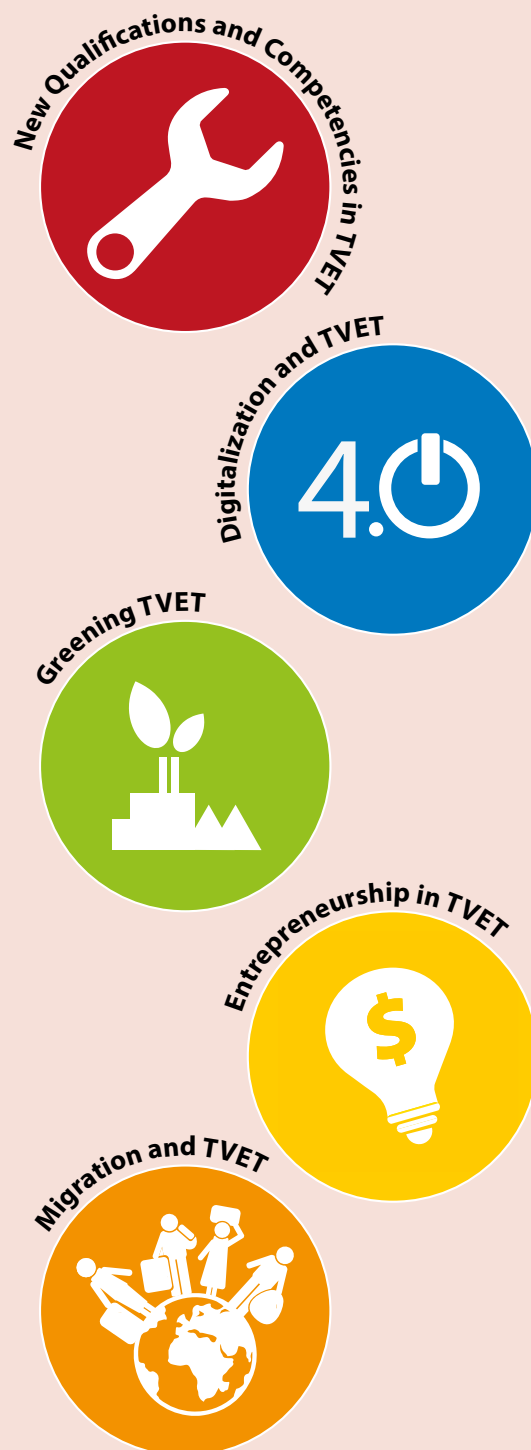 New Qualifications and Competencies in TVET
Digitalization and TVET
4.0
Greening TVET
Entrepreneurship in TVET
$
Migration and TVET